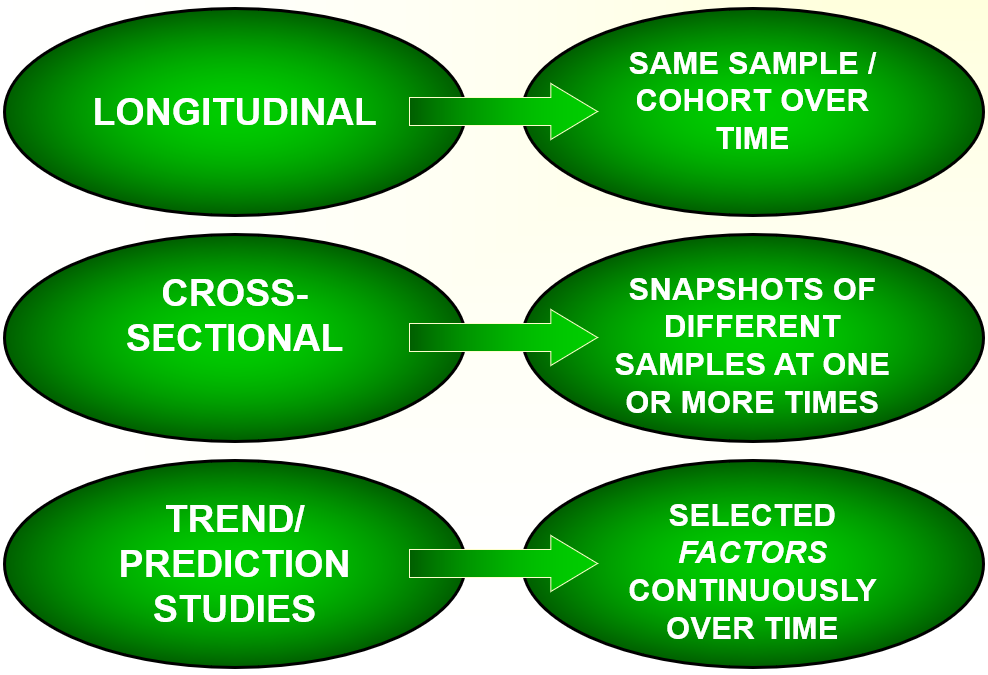 LONGITUDINAL
SAME SAMPLE /
COHORT OVER
TIME
CROSS-
SECTIONAL
SNAPSHOTS OF
DIFFERENT
SAMPLES AT ONE
OR MORE TIMES
TREND/
PREDICTION
STUDIES
SELECTED
FACTORS
CONTINUOUSLY
OVER TIME